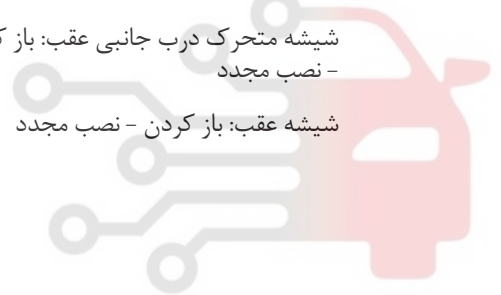 شیشه متحرک درب جانبی عقب: باز
- نصب مجدد
شیشه عقب: باز کردن - نصب مجدد